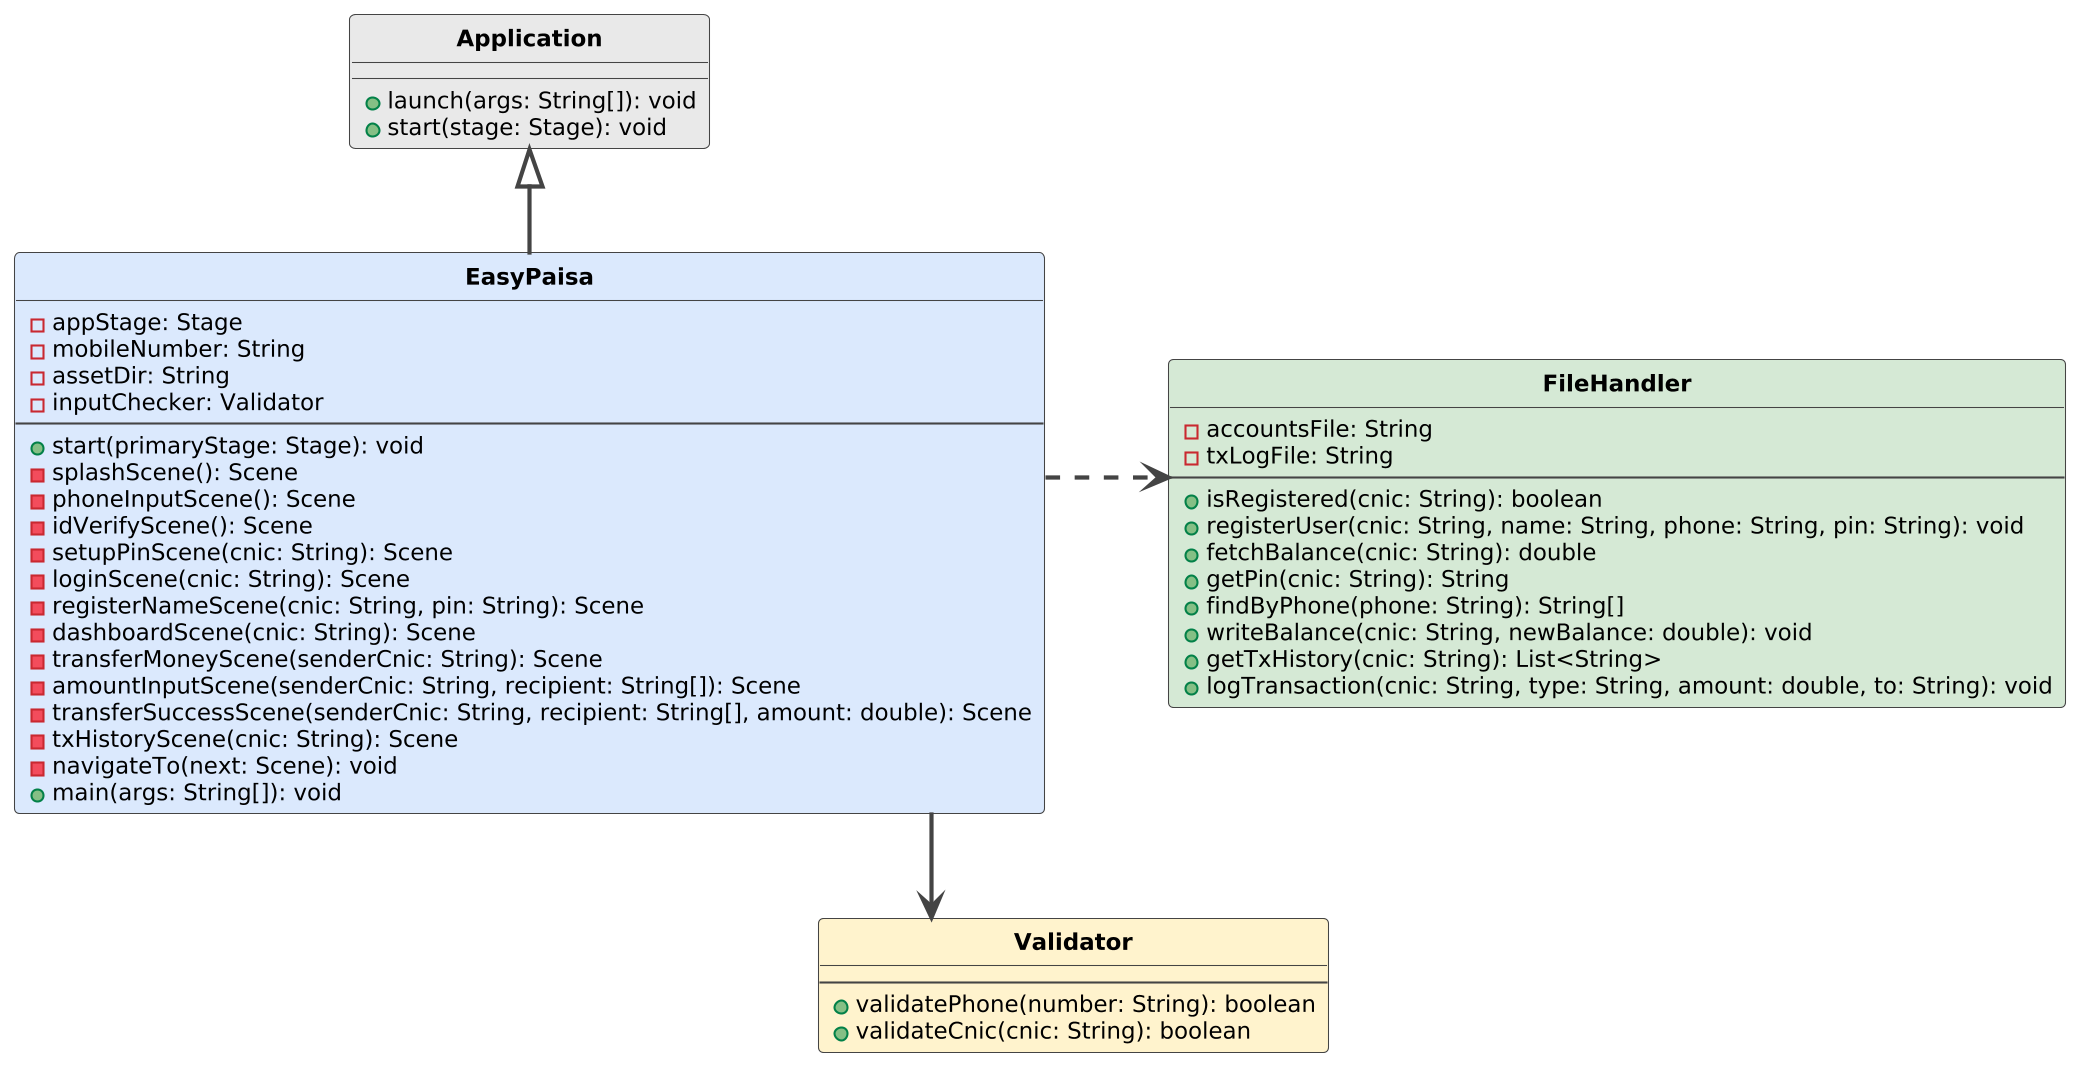 Application
launch(args: String[]): void
start(stage: Stage): void
EasyPaisa
appStage: Stage
mobileNumber: String
assetDir: String
inputChecker: Validator
start(primaryStage: Stage): void
splashScene(): Scene
phoneInputScene(): Scene
idVerifyScene(): Scene
setupPinScene(cnic: String): Scene
loginScene(cnic: String): Scene
registerNameScene(cnic: String, pin: String): Scene
dashboardScene(cnic: String): Scene
transferMoneyScene(senderCnic: String): Scene
amountInputScene(senderCnic: String, recipient: String[]): Scene
transferSuccessScene(senderCnic: String, recipient: String[], amount: double): Scene
txHistoryScene(cnic: String): Scene
navigateTo(next: Scene): void
main(args: String[]): void
FileHandler
accountsFile: String
txLogFile: String
isRegistered(cnic: String): boolean
registerUser(cnic: String, name: String, phone: String, pin: String): void
fetchBalance(cnic: String): double
getPin(cnic: String): String
findByPhone(phone: String): String[]
writeBalance(cnic: String, newBalance: double): void
getTxHistory(cnic: String): List<String>
logTransaction(cnic: String, type: String, amount: double, to: String): void
Validator
validatePhone(number: String): boolean
validateCnic(cnic: String): boolean